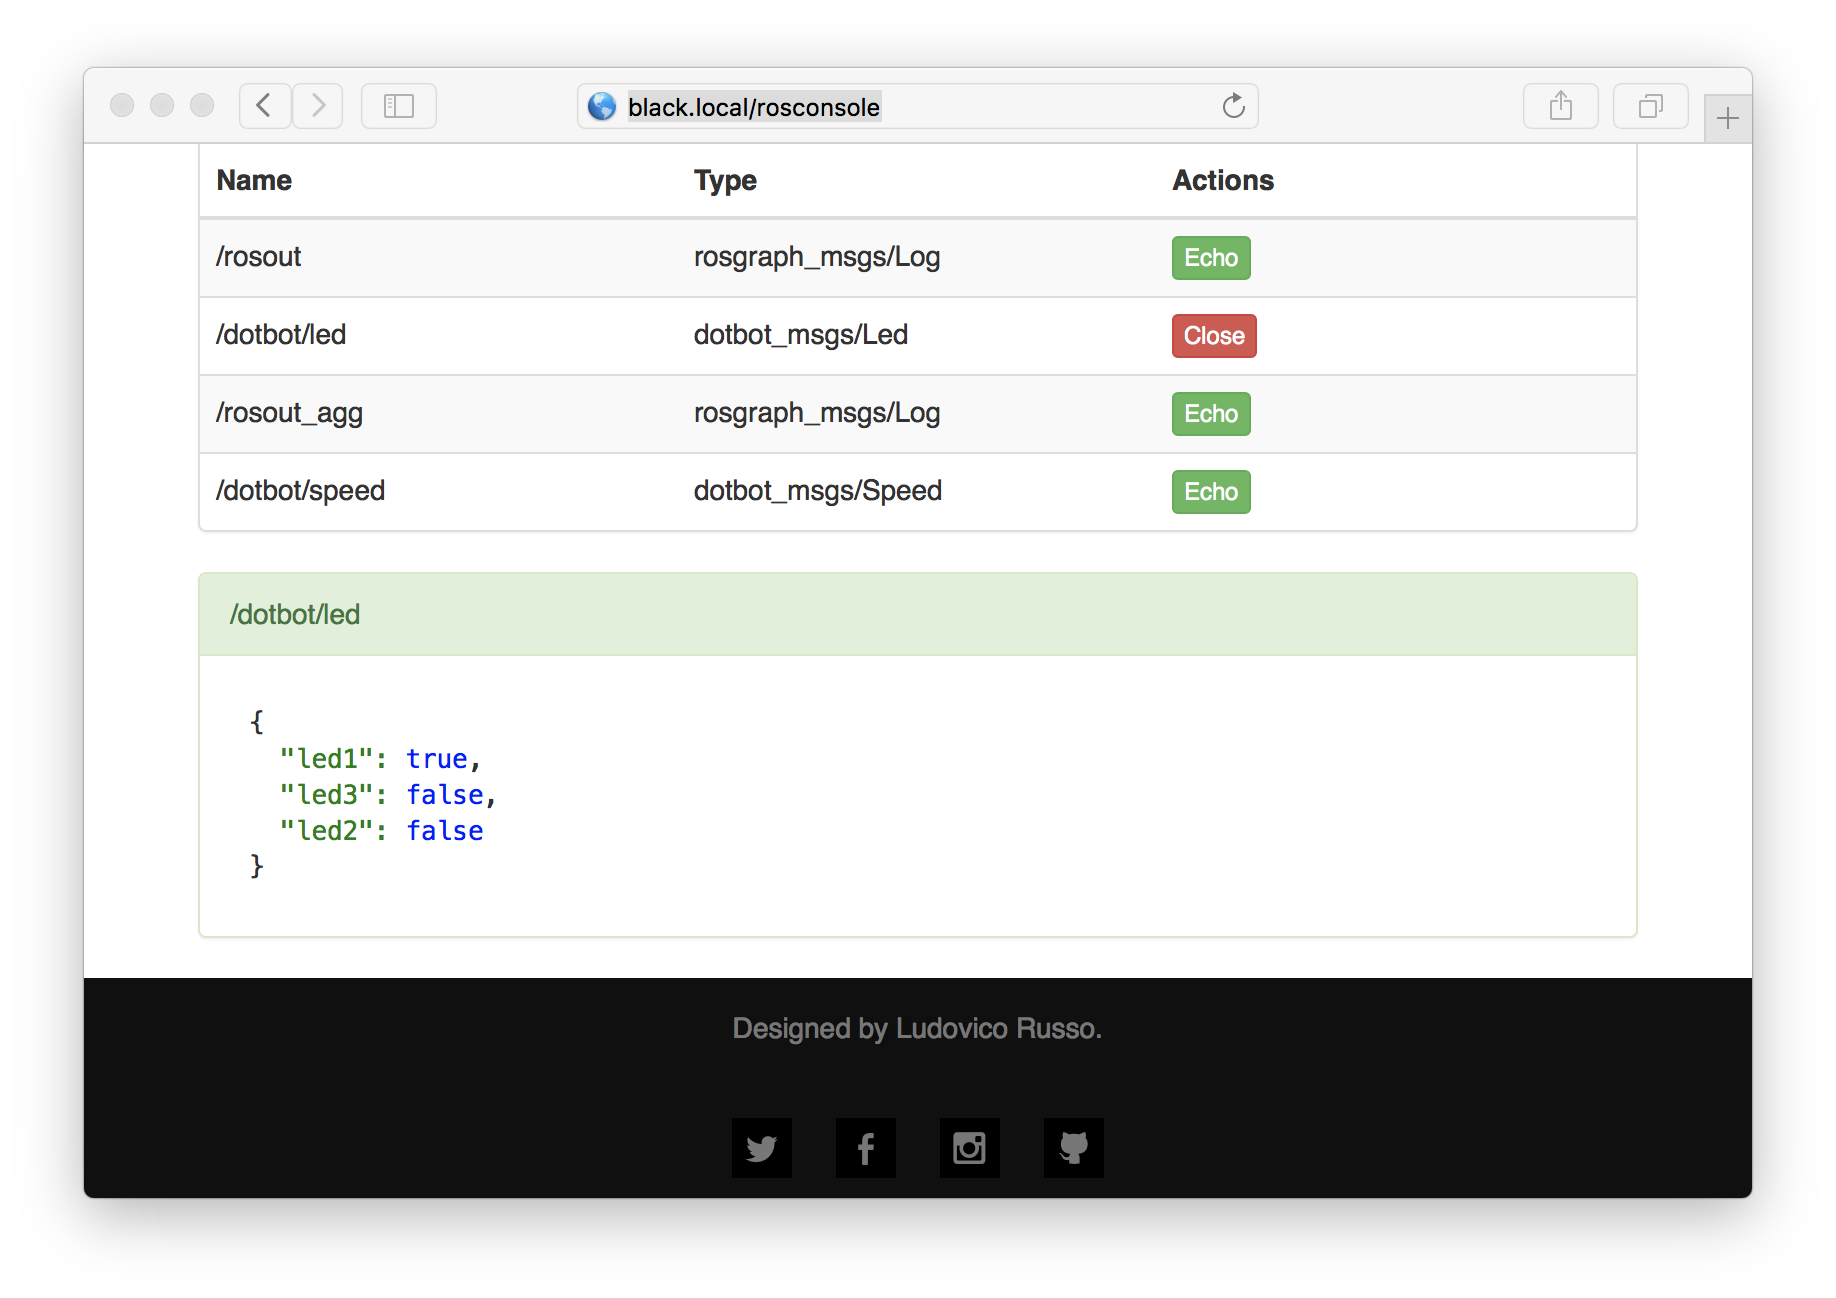 black.local/rosconsole
Name Type Actions
/rosout rosgraph_msgs/Log Echo
/dotbot/led dotbot_msgs/Led Close
/rosout_agg rosgraph_msgs/Log Echo
/dotbot/speed dotbot_msgs/Speed Echo
/dotbot/led
{
"led1": true,
"led3": false,
"led2": false
}
Designed by Ludovico Russo.